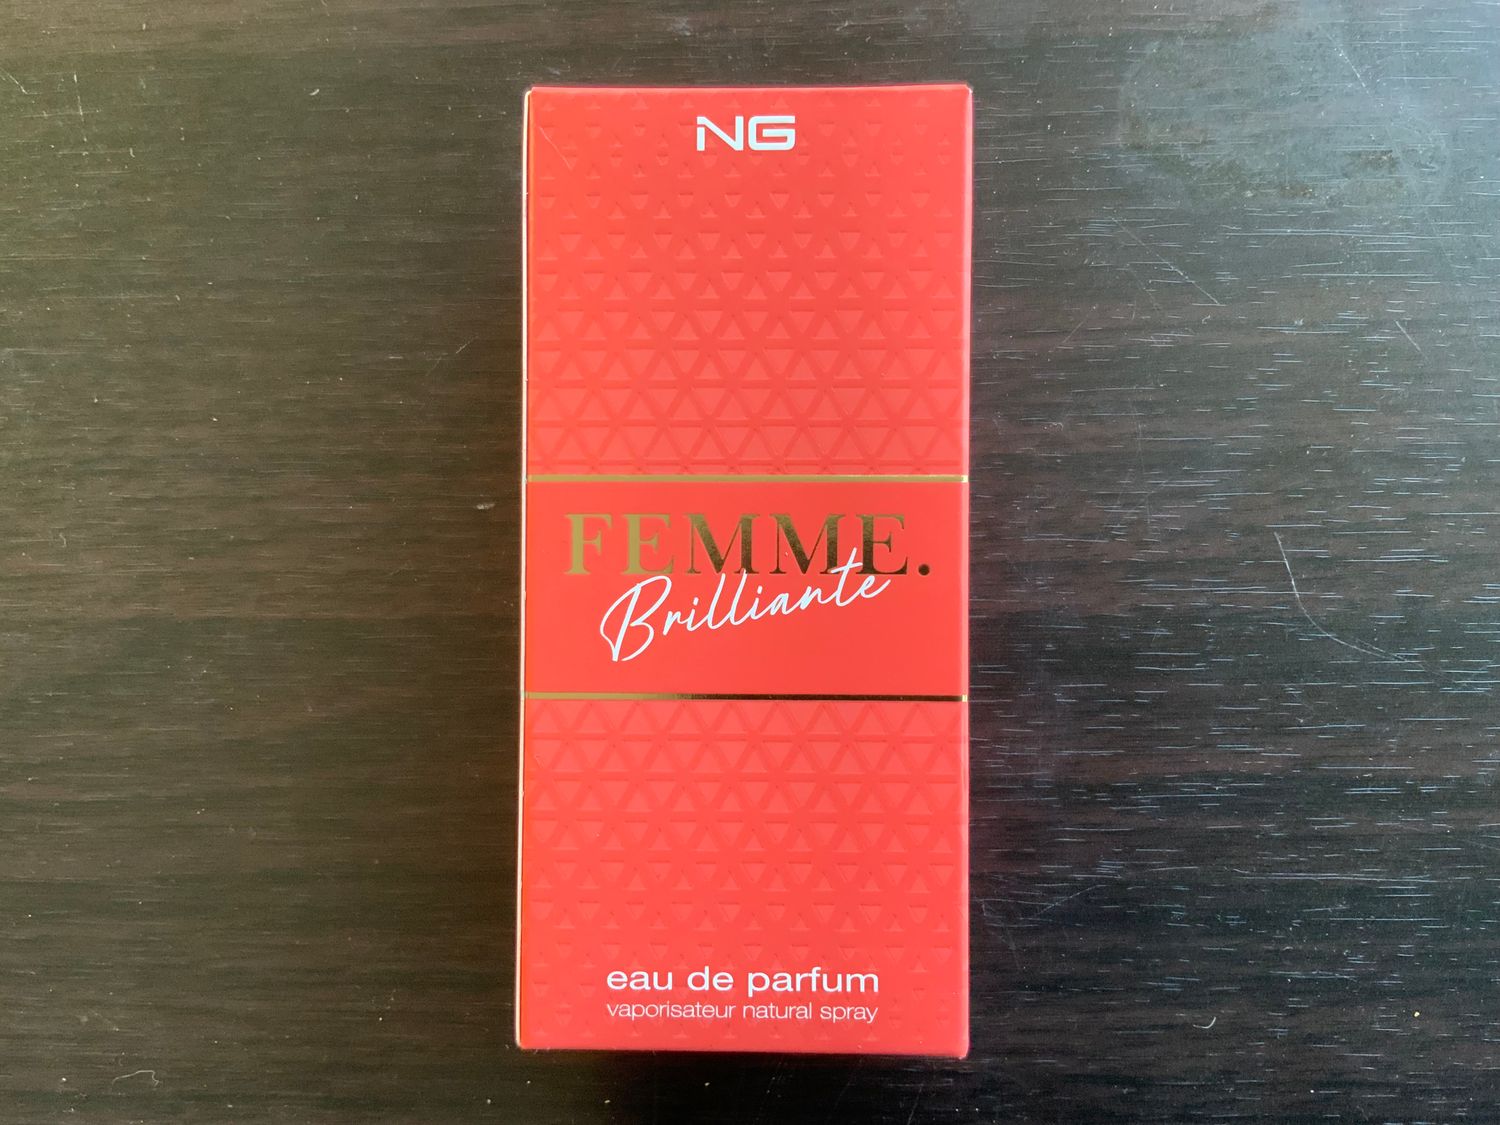 NG
FEMME.
Brilliante
eau de parfum
vaporisateur natural spray